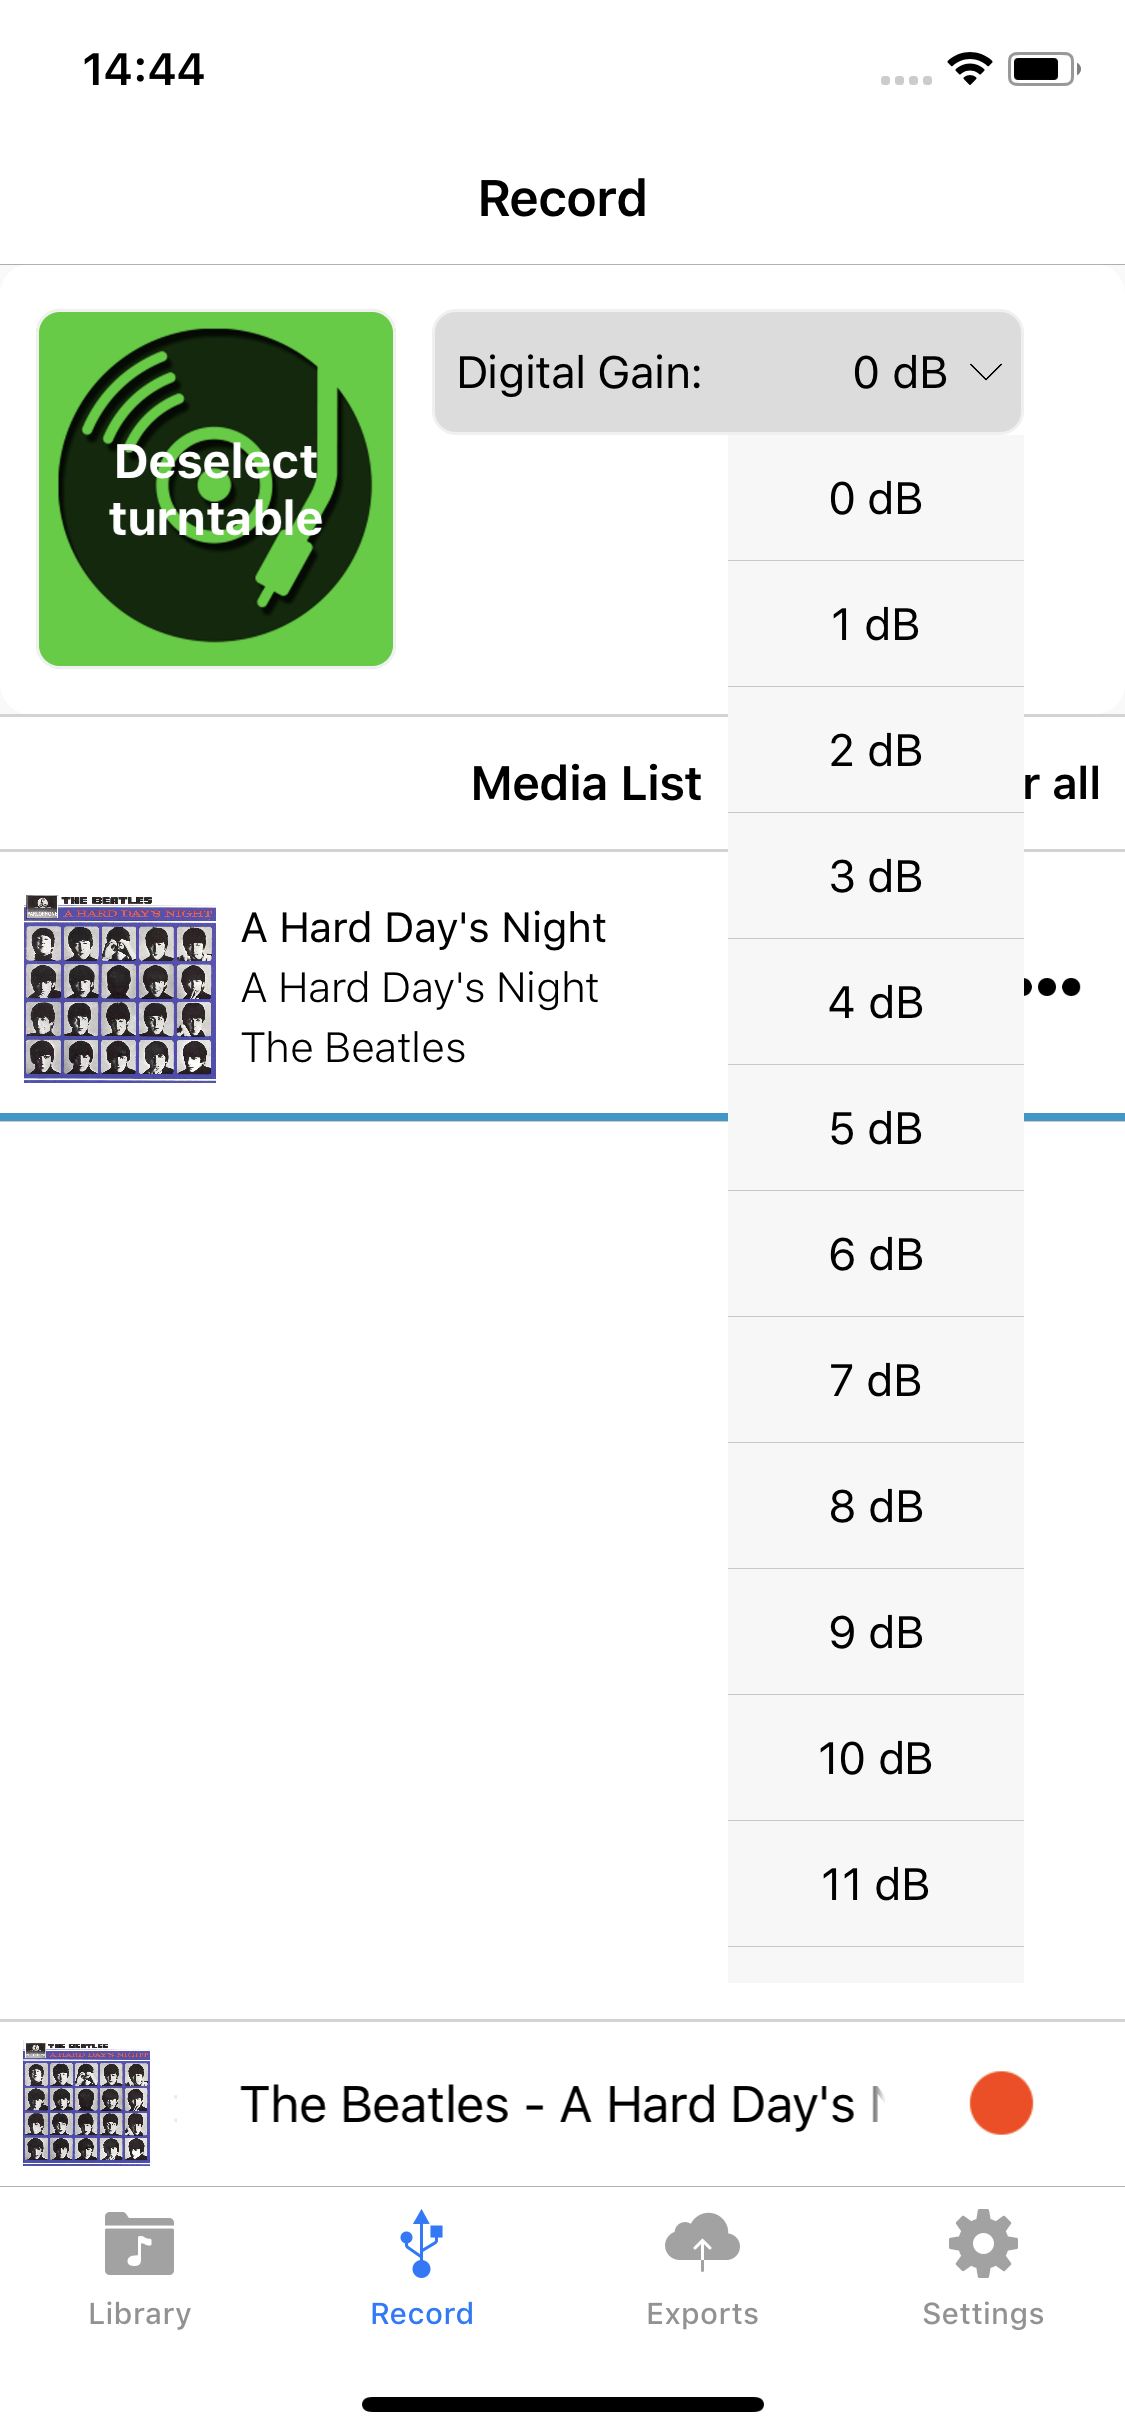 14:44
Record
Deselect
turntable
Digital Gain: 0 dB
0 dB
1 dB
2 dB
Media List
r all
3 dB
THE BEATLES
A HARD DAY'S NIGHT
A Hard Day's Night
A Hard Day's Night
The Beatles
4 dB
5 dB
6 dB
7 dB
8 dB
9 dB
10 dB
11 dB
THE BEATLES
A HARD DAY'S NIGHT
The Beatles - A Hard Day's
Library
Record
Exports
Settings